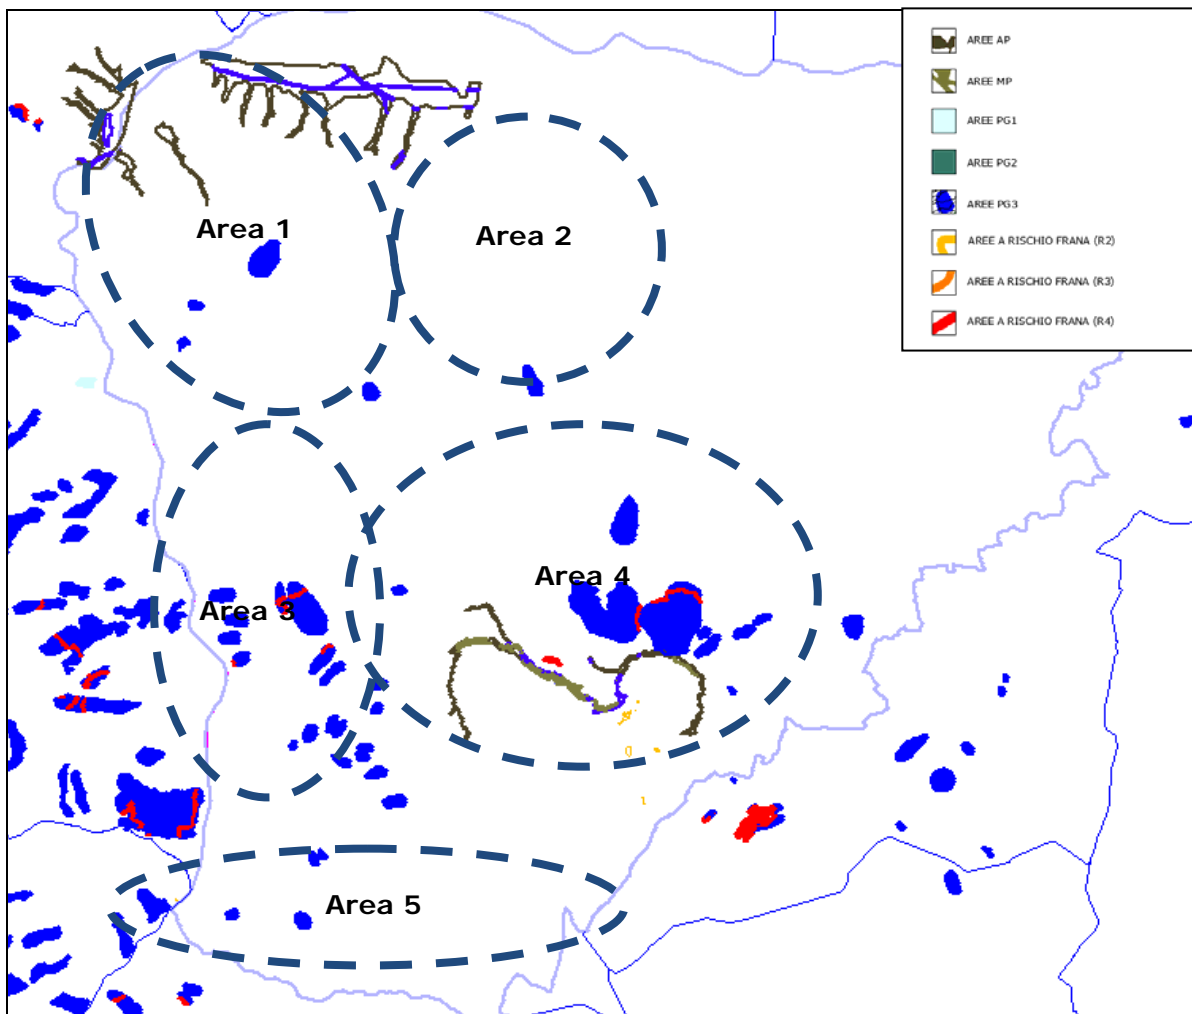 AREE AP
AREE MP
AREE PG1
AREE PG2
AREE PG3
AREE A RISCHIO FRANA (R2)
AREE A RISCHIO FRANA (R3)
AREE A RISCHIO FRANA (R4)
Area 1
Area 2
Area 4
Area 3
Area 5